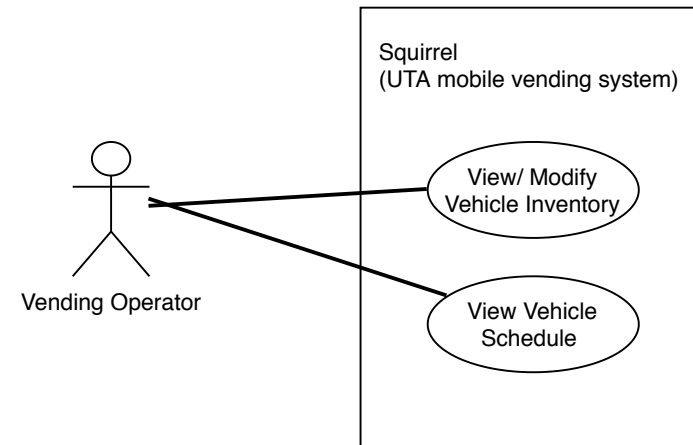 Squirrel
(UTA mobile vending system)
View/ Modify
Vehicle Inventory
Vending Operator
View Vehicle
Schedule